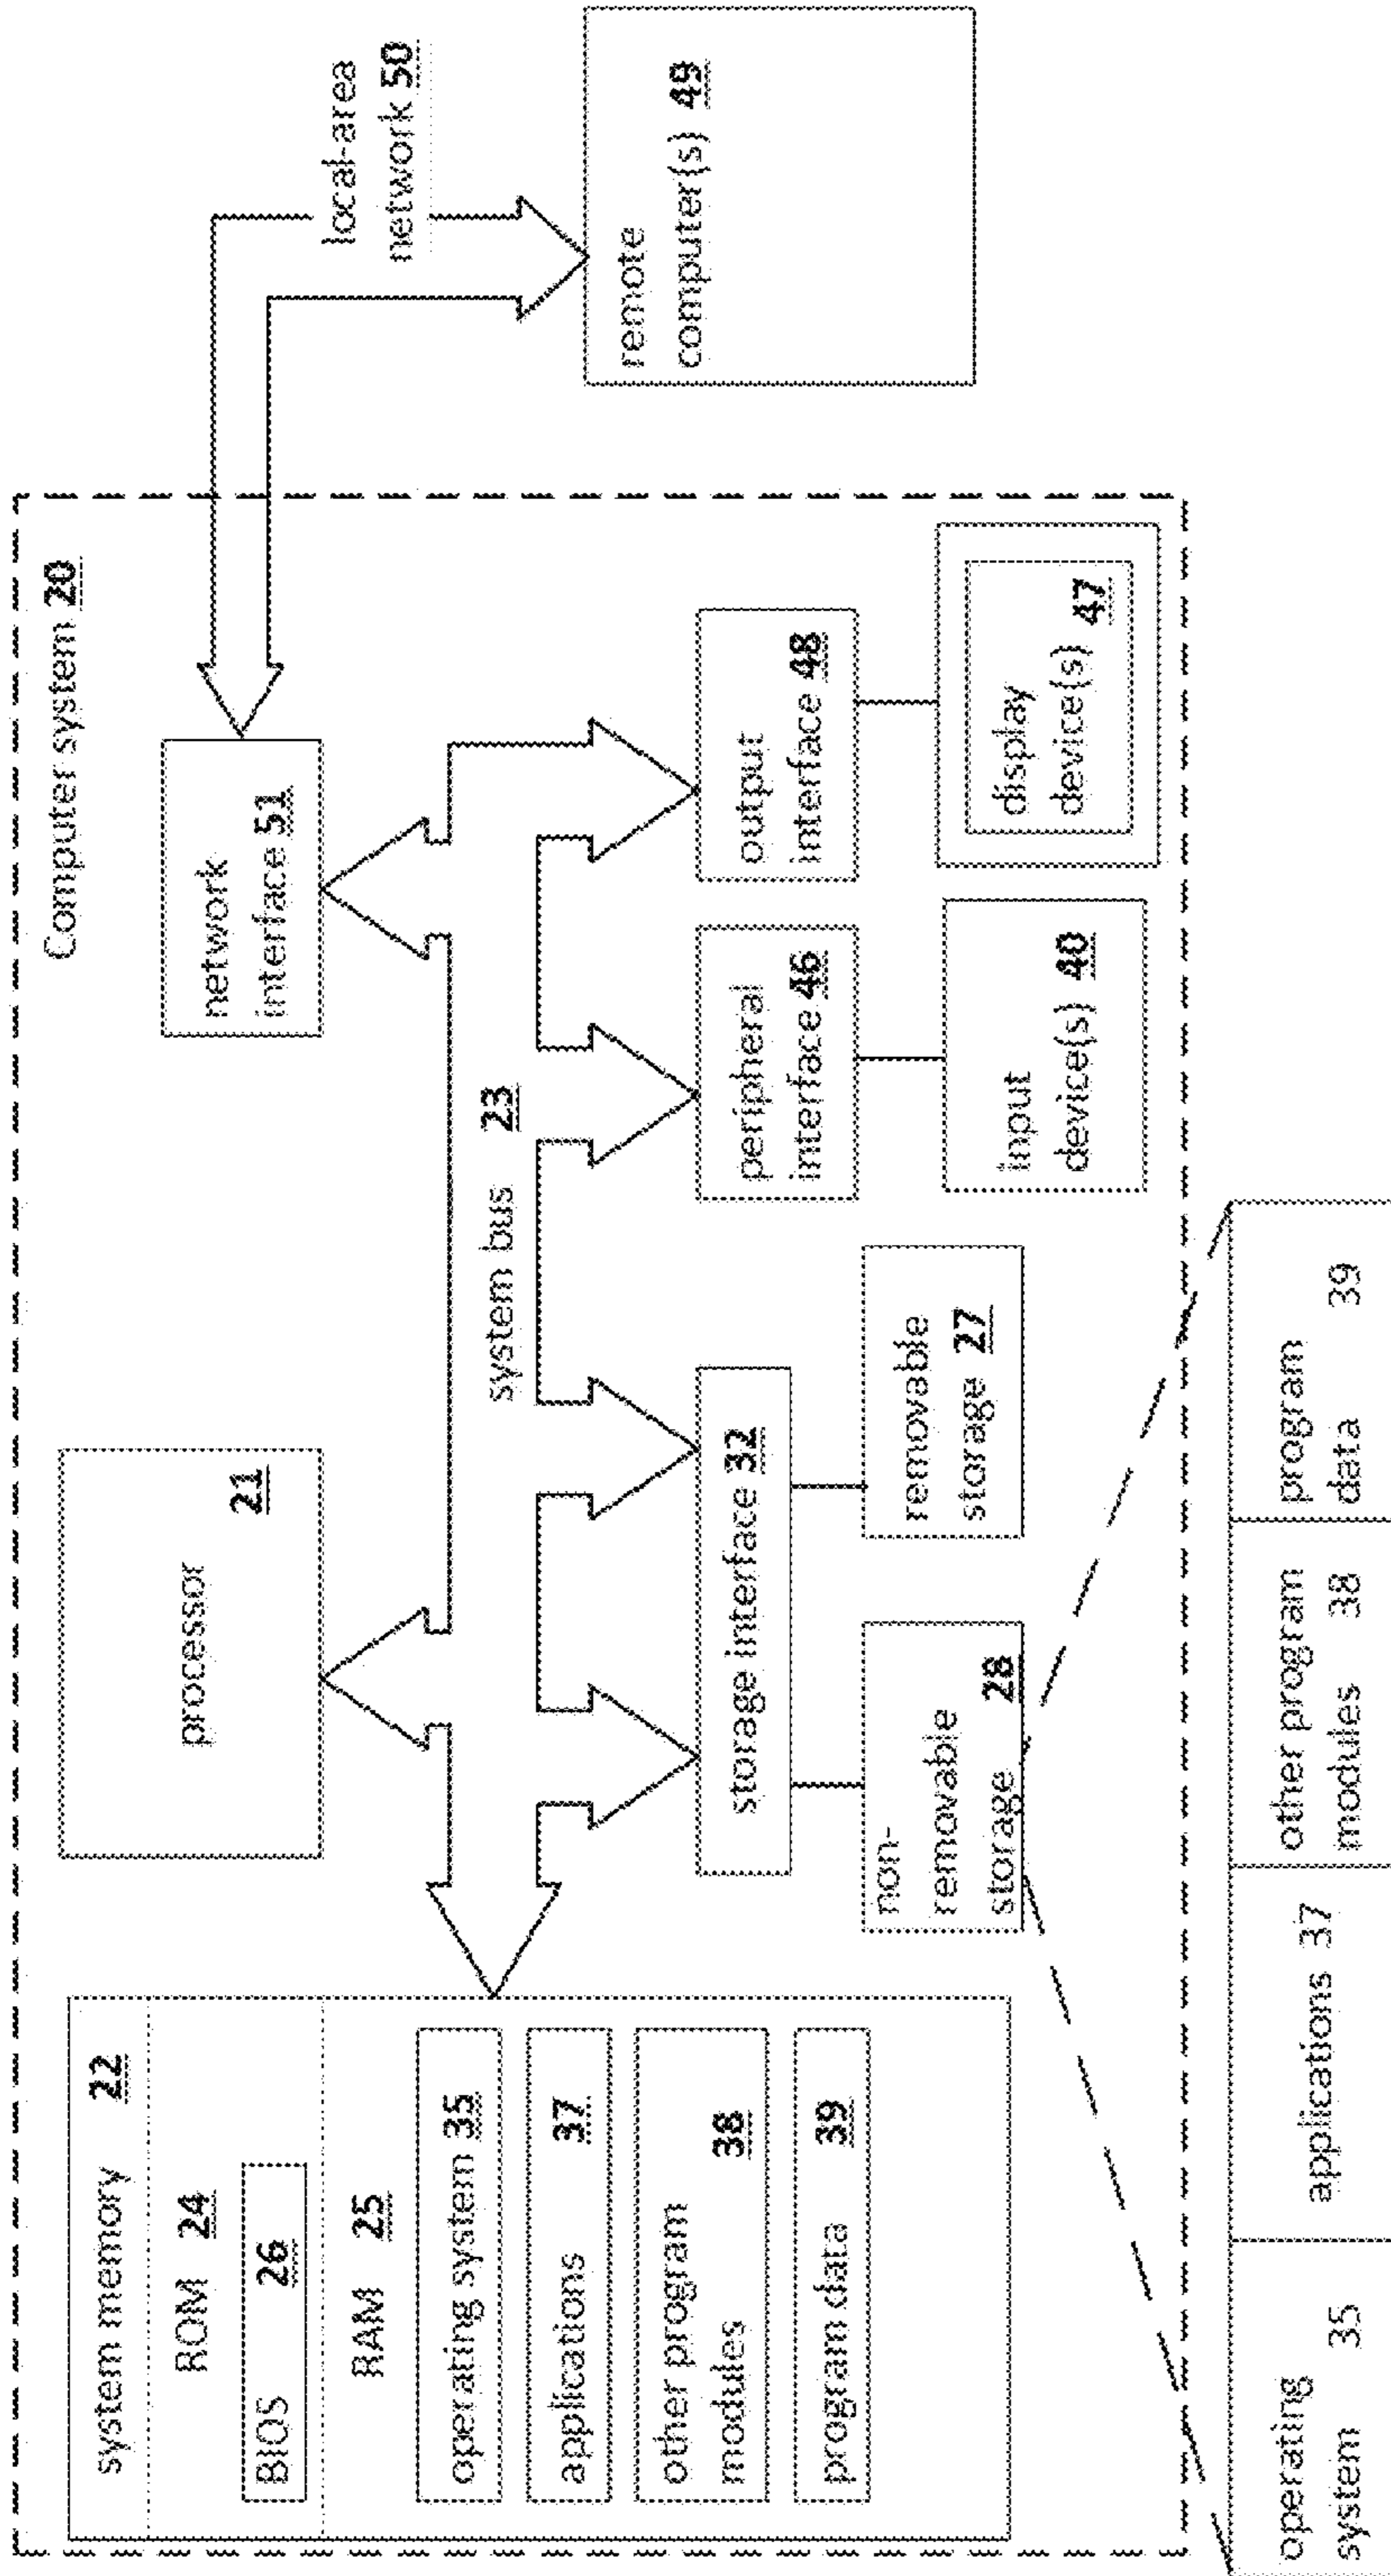 Computer system 20
system memory 22
ROM 24
BIOS 26
RAM 25
operating system 35
applications 37
other program
modules 38
program data 39
processor
21
network
interface 51
local-area
network 50
system bus 23
storage interface 32
non-
removable
storage 28
removable
storage 27
peripheral
interface 46
output
interface 48
input
device(s) 40
display
device(s) 47
remote
computer(s) 49
operating
system 35
applications 37
other program
modules 38
program
data 39